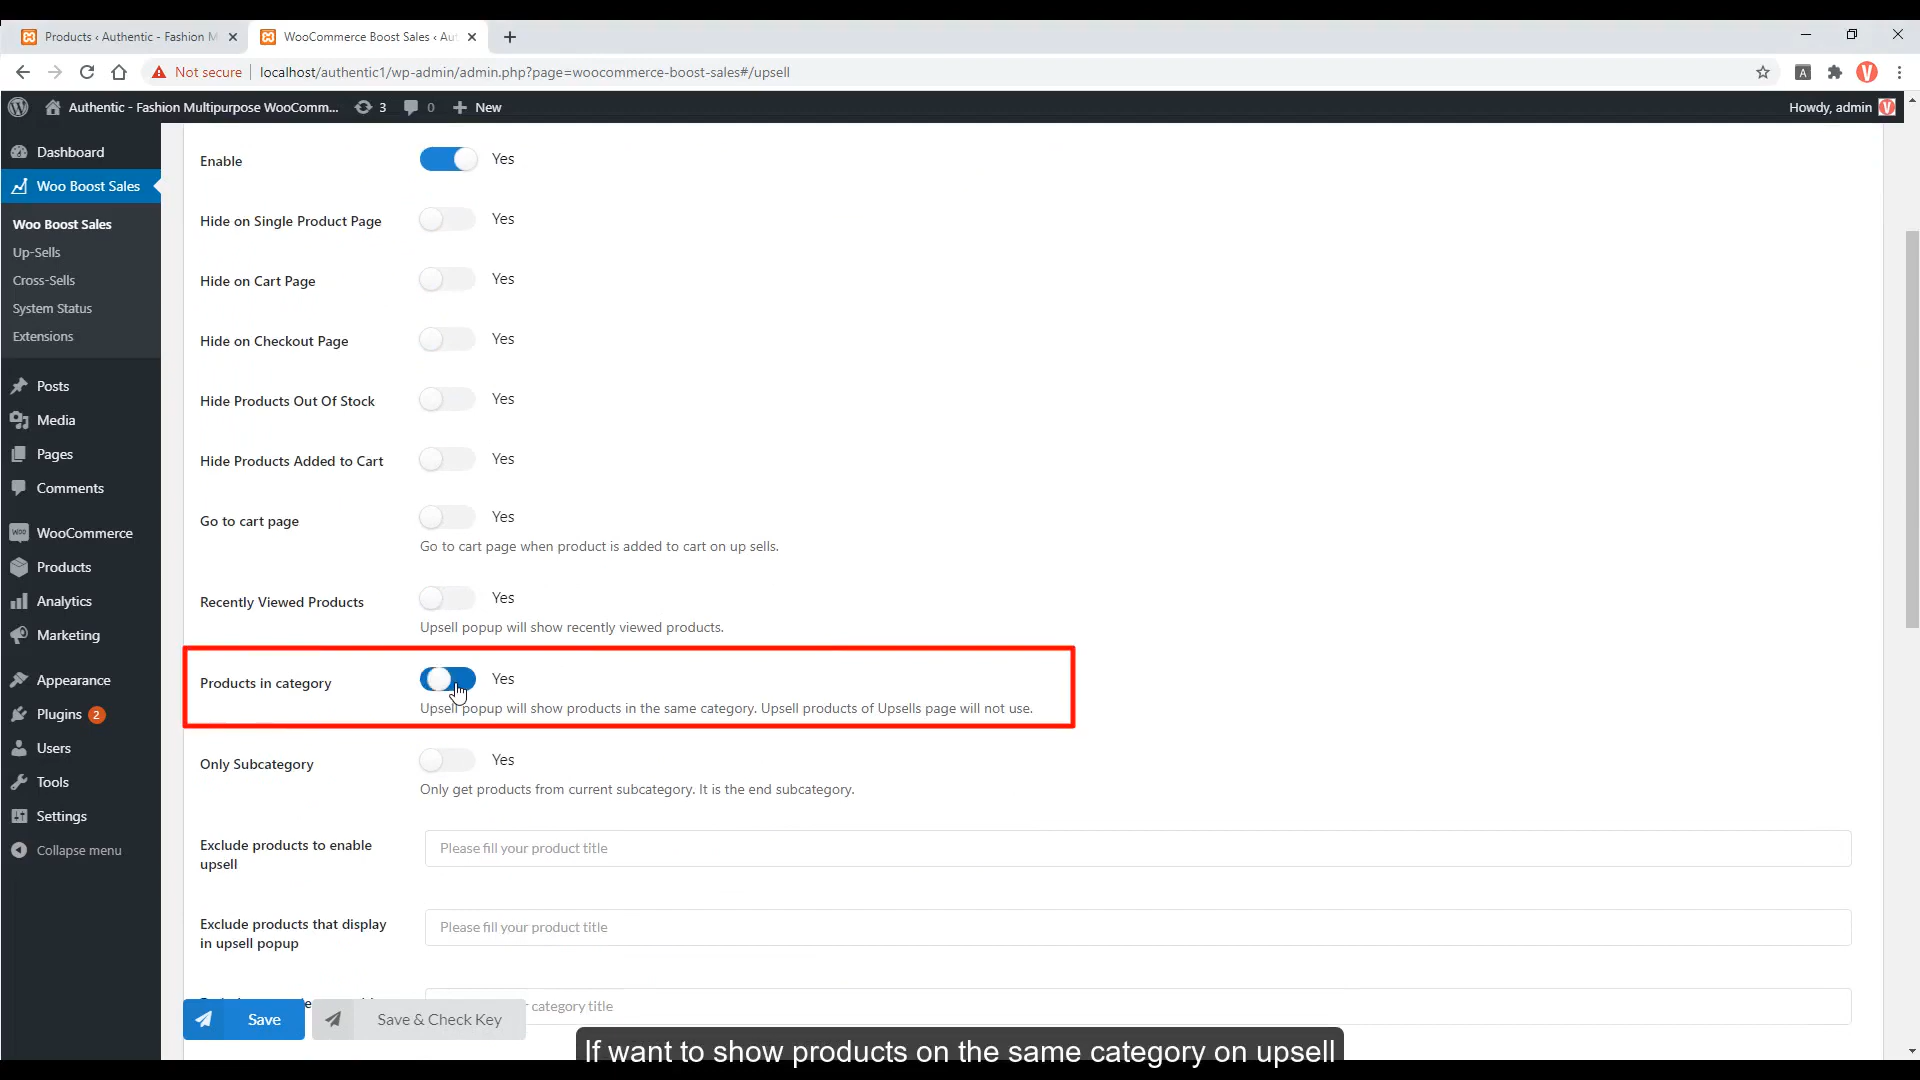 Products ‹ Authentic - Fashion M
WooCommerce Boost Sales ‹ Aut
Not secure
localhost/authentic1/wp-admin/admin.php?page=woocommerce-boost-sales#/upsell
A
V
Authentic - Fashion Multipurpose WooComm...
3
0
New
Howdy, admin
V
Dashboard
Woo Boost Sales
Woo Boost Sales
Up-Sells
Cross-Sells
System Status
Extensions
Posts
Media
Pages
Comments
WooCommerce
Products
Analytics
Marketing
Appearance
Plugins 2
Users
Tools
Settings
Collapse menu
Enable
Yes
Hide on Single Product Page
Yes
Hide on Cart Page
Yes
Hide on Checkout Page
Yes
Hide Products Out Of Stock
Yes
Hide Products Added to Cart
Yes
Go to cart page
Yes
Go to cart page when product is added to cart on up sells.
Recently Viewed Products
Yes
Upsell popup will show recently viewed products.
Products in category
Yes
Upsell popup will show products in the same category. Upsell products of Upsells page will not use.
Only Subcategory
Yes
Only get products from current subcategory. It is the end subcategory.
Exclude products to enable
upsell
Please fill your product title
Exclude products that display
in upsell popup
Please fill your product title
category title
Save
Save & Check Key
If want to show products on the same category on upsell